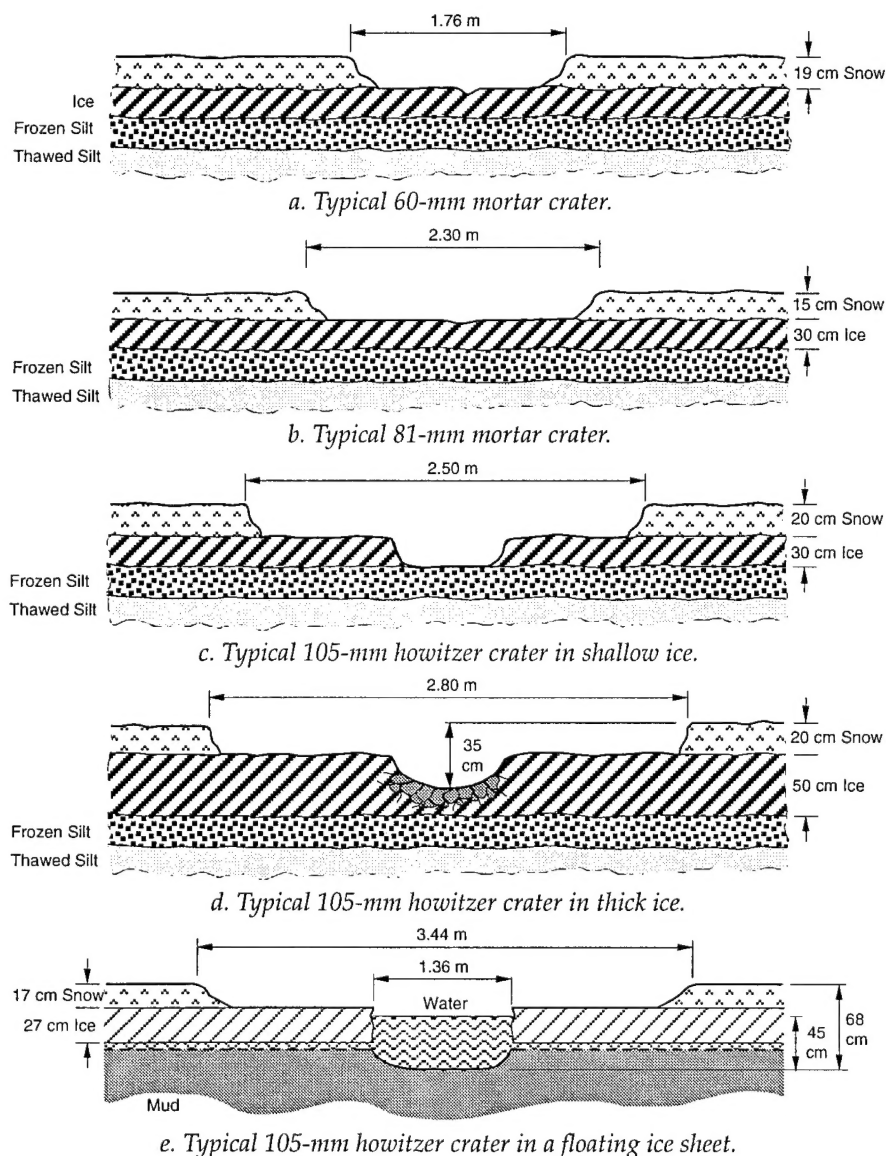 1.76 m
19 cm Snow
Ice
Frozen Silt
Thawed Silt
a. Typical 60-mm mortar crater.
2.30 m
15 cm Snow
30 cm Ice
Frozen Silt
Thawed Silt
b. Typical 81-mm mortar crater.
2.50 m
20 cm Snow
30 cm Ice
Frozen Silt
Thawed Silt
c. Typical 105-mm howitzer crater in shallow ice.
2.80 m
35
cm
20 cm Snow
50 cm Ice
Frozen Silt
Thawed Silt
d. Typical 105-mm howitzer crater in thick ice.
3.44 m
1.36 m
17 cm Snow
Water
27 cm Ice
45
cm
68
cm
Mud
e. Typical 105-mm howitzer crater in a floating ice sheet.